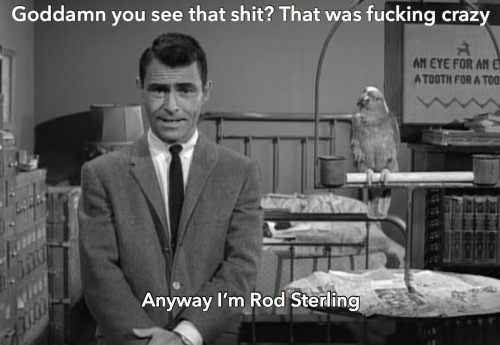 Goddamn you see that shit? That was fucking crazy
AN EYE FOR AN E
A TOOTH FOR A TOO
Anyway I'm Rod Sterling